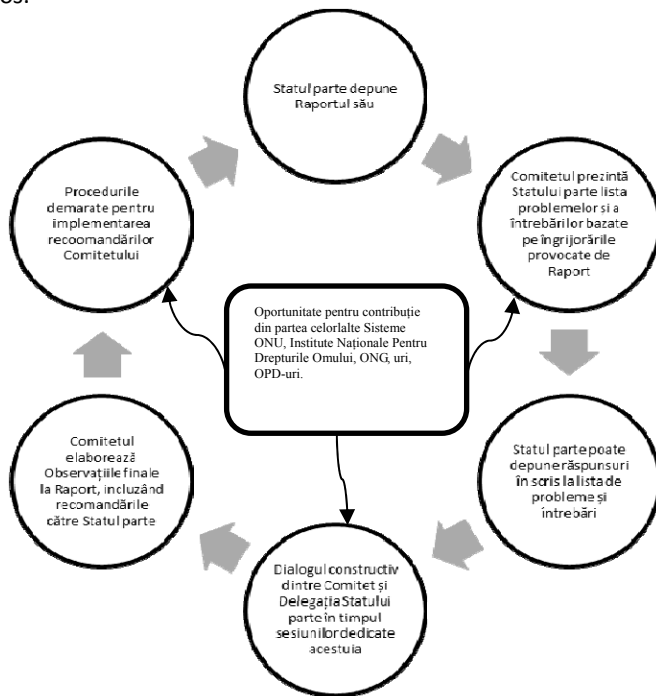 os.
Statul parte depune
Raportul său
Comitetul prezintă
Statului parte lista
problemelor și a
întrebărilor bazate
pe îngrijorările
provocate de
Raport
Statul parte poate
depune răspunsuri
în scris la lista de
probleme și
întrebări
Dialogul constructiv
dintre Comitet și
Delegația Statului
parte în timpul
sesiunilor dedicate
acestuia
Comitetul
elaborează
Observațiile finale
la Raport, incluzând
recomandările
către Statul parte
Procedurile
demarate pentru
implementarea
recoomandărilor
Comitetului
Oportunitate pentru contribuție
din partea celorlalte Sisteme
ONU, Institute Naționale Pentru
Drepturile Omului, ONG, uri,
OPD-uri.